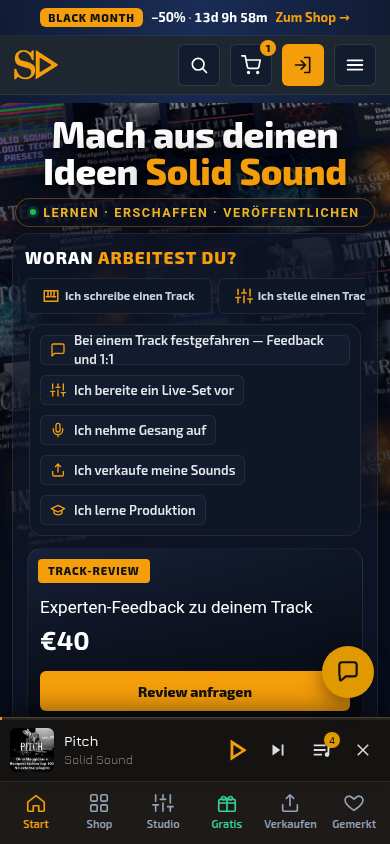 BLACK MONTH −50% · 13d 9h 58m Zum Shop →
1
Mach aus deinen
Ideen Solid Sound
LERNEN · ERSCHAFFEN · VERÖFFENTLICHEN
WORAN ARBEITEST DU?
Ich schreibe einen Track Ich stelle einen Trac
Bei einem Track festgefahren — Feedback
und 1:1
Ich bereite ein Live-Set vor
Ich nehme Gesang auf
Ich verkaufe meine Sounds
Ich lerne Produktion
TRACK-REVIEW
Experten-Feedback zu deinem Track
€40
Review anfragen
PITCH
Pitch
Solid Sound
4
Start Shop Studio Gratis Verkaufen Gemerkt